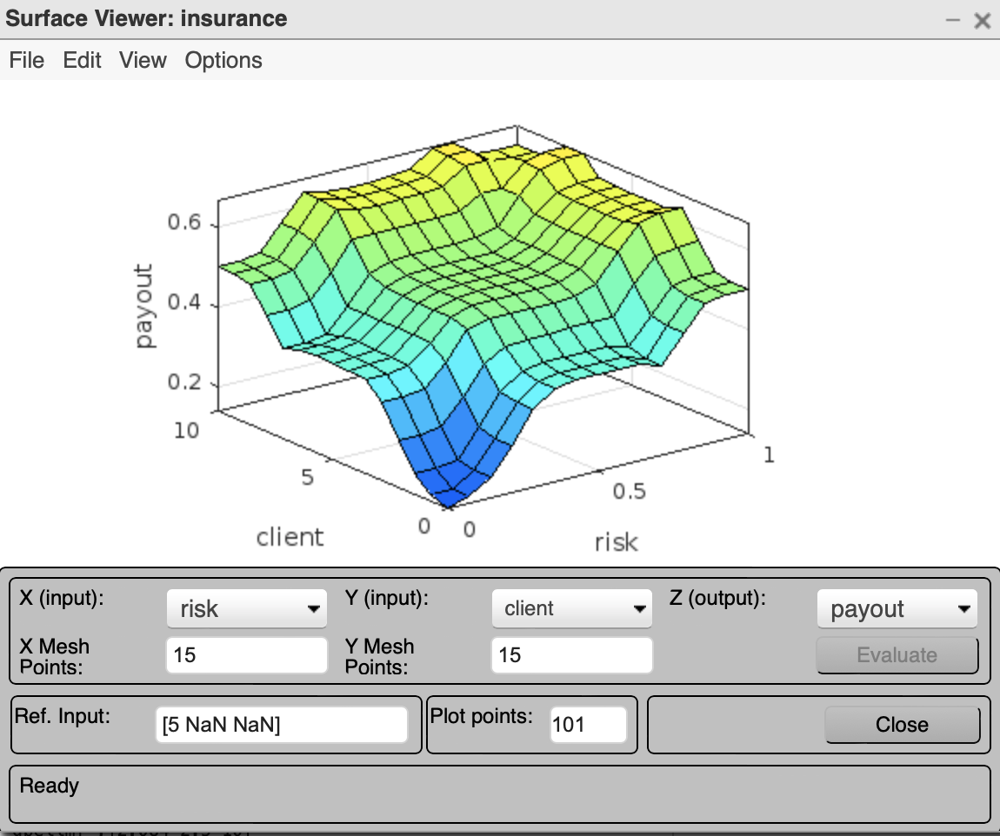 Surface Viewer: insurance
File Edit View Options
0.6
0.4
0.2
payout
10
5
0
client
0
0.5
1
risk
X (input): risk Y (input): client Z (output): payout
X Mesh Points: 15 Y Mesh Points: 15 Evaluate
Ref. Input: [5 NaN NaN] Plot points: 101 Close
Ready